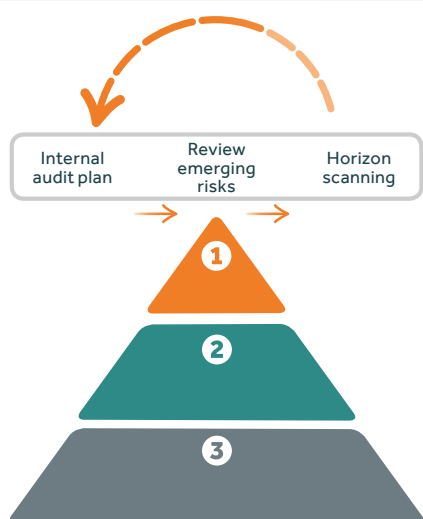 Internal
audit plan
Review
emerging
risks
Horizon
scanning
1
2
3